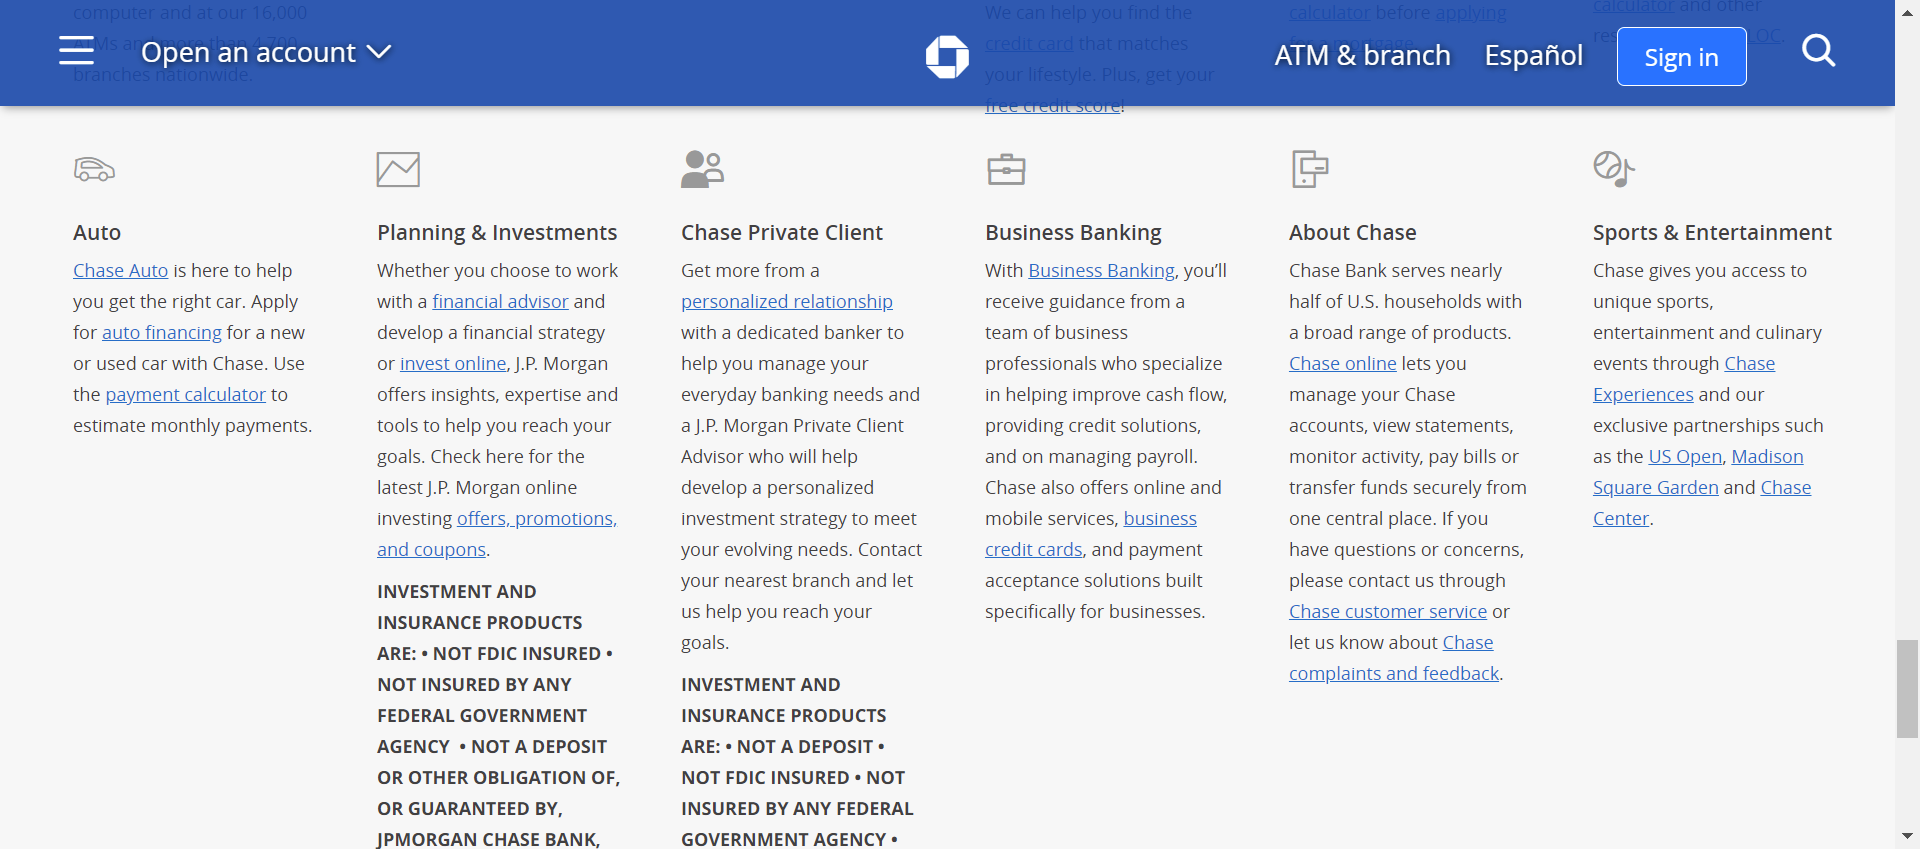 computer and at our 16,000
ATMs and more than 4,700
branches nationwide.
We can help you find the
credit card that matches
your lifestyle. Plus, get your
free credit score!
calculator before applying
for a mortgage.
calculator and other
Open an account
ATM & branch
Español
Sign in
Auto
Chase Auto is here to help
you get the right car. Apply
for auto financing for a new
or used car with Chase. Use
the payment calculator to
estimate monthly payments.
Planning & Investments
Whether you choose to work
with a financial advisor and
develop a financial strategy
or invest online, J.P. Morgan
offers insights, expertise and
tools to help you reach your
goals. Check here for the
latest J.P. Morgan online
investing offers, promotions,
and coupons.
INVESTMENT AND
INSURANCE PRODUCTS
ARE: • NOT FDIC INSURED •
NOT INSURED BY ANY
FEDERAL GOVERNMENT
AGENCY • NOT A DEPOSIT
OR OTHER OBLIGATION OF,
OR GUARANTEED BY,
JPMORGAN CHASE BANK,
Chase Private Client
Get more from a
personalized relationship
with a dedicated banker to
help you manage your
everyday banking needs and
a J.P. Morgan Private Client
Advisor who will help
develop a personalized
investment strategy to meet
your evolving needs. Contact
your nearest branch and let
us help you reach your
goals.
INVESTMENT AND
INSURANCE PRODUCTS
ARE: • NOT A DEPOSIT •
NOT FDIC INSURED • NOT
INSURED BY ANY FEDERAL
GOVERNMENT AGENCY •
Business Banking
With Business Banking, you’ll
receive guidance from a
team of business
professionals who specialize
in helping improve cash flow,
providing credit solutions,
and on managing payroll.
Chase also offers online and
mobile services, business
credit cards, and payment
acceptance solutions built
specifically for businesses.
About Chase
Chase Bank serves nearly
half of U.S. households with
a broad range of products.
Chase online lets you
manage your Chase
accounts, view statements,
monitor activity, pay bills or
transfer funds securely from
one central place. If you
have questions or concerns,
please contact us through
Chase customer service or
let us know about Chase
complaints and feedback.
Sports & Entertainment
Chase gives you access to
unique sports,
entertainment and culinary
events through Chase
Experiences and our
exclusive partnerships such
as the US Open, Madison
Square Garden and Chase
Center.